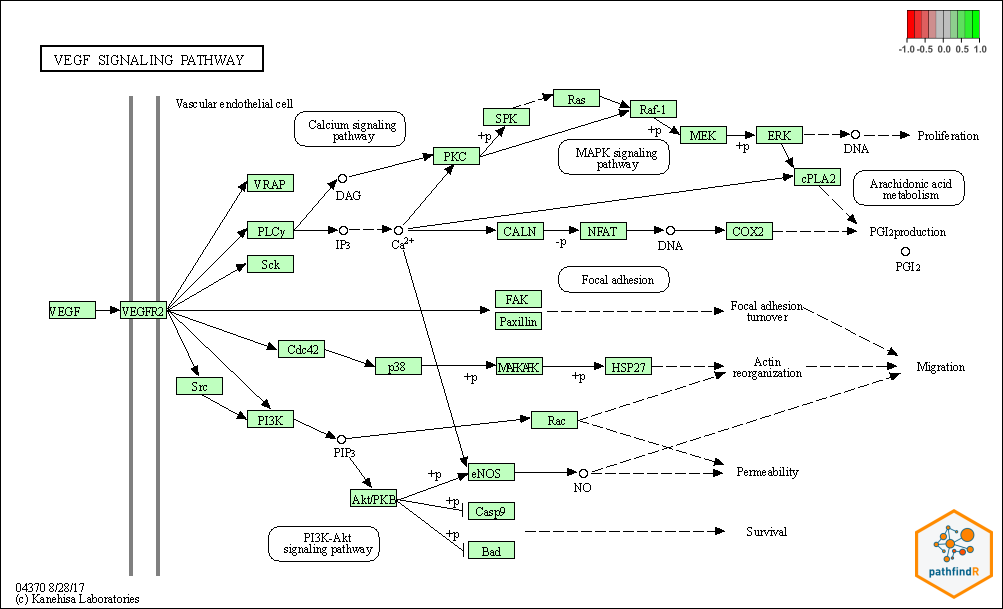 -1.0 -0.5 0.0 0.5 1.0
VEGF SIGNALING PATHWAY
Vascular endothelial cell
Calcium signaling
pathway
SPK
Ras
Raf-1
+p
+p
MEK
+p
ERK
DNA
Proliferation
PKC
MAPK signaling
pathway
cPLA2
Arachidonic acid
metabolism
VRAP
DAG
PLCγ
IP3
Ca2+
CALN
-p
NFAT
DNA
COX2
PGI2production
PGI2
Sck
Focal adhesion
VEGF
VEGFR2
FAK
Paxillin
Focal adhesion
turnover
Cdc42
p38
+p
MAPKAPK
+p
HSP27
Actin
reorganization
Migration
Src
PI3K
Rac
PIP3
eNOS
NO
Permeability
+p
Akt/PKB
+p
Casp9
+p
Bad
Survival
PI3K-Akt
signaling pathway
pathfindR
04370 8/28/17
(c) Kanehisa Laboratories